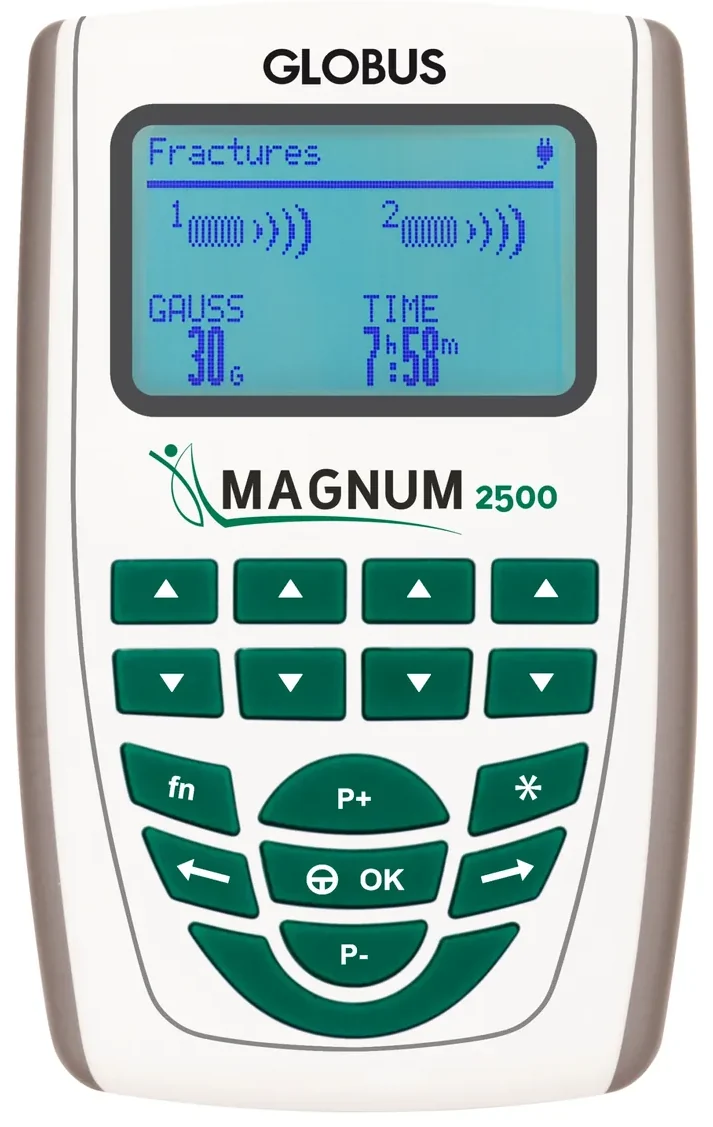 GLOBUS
Fractures
1 2
GAUSS TIME
30G 7h:58m
MAGNUM 2500
fn P+ *
OK
P-